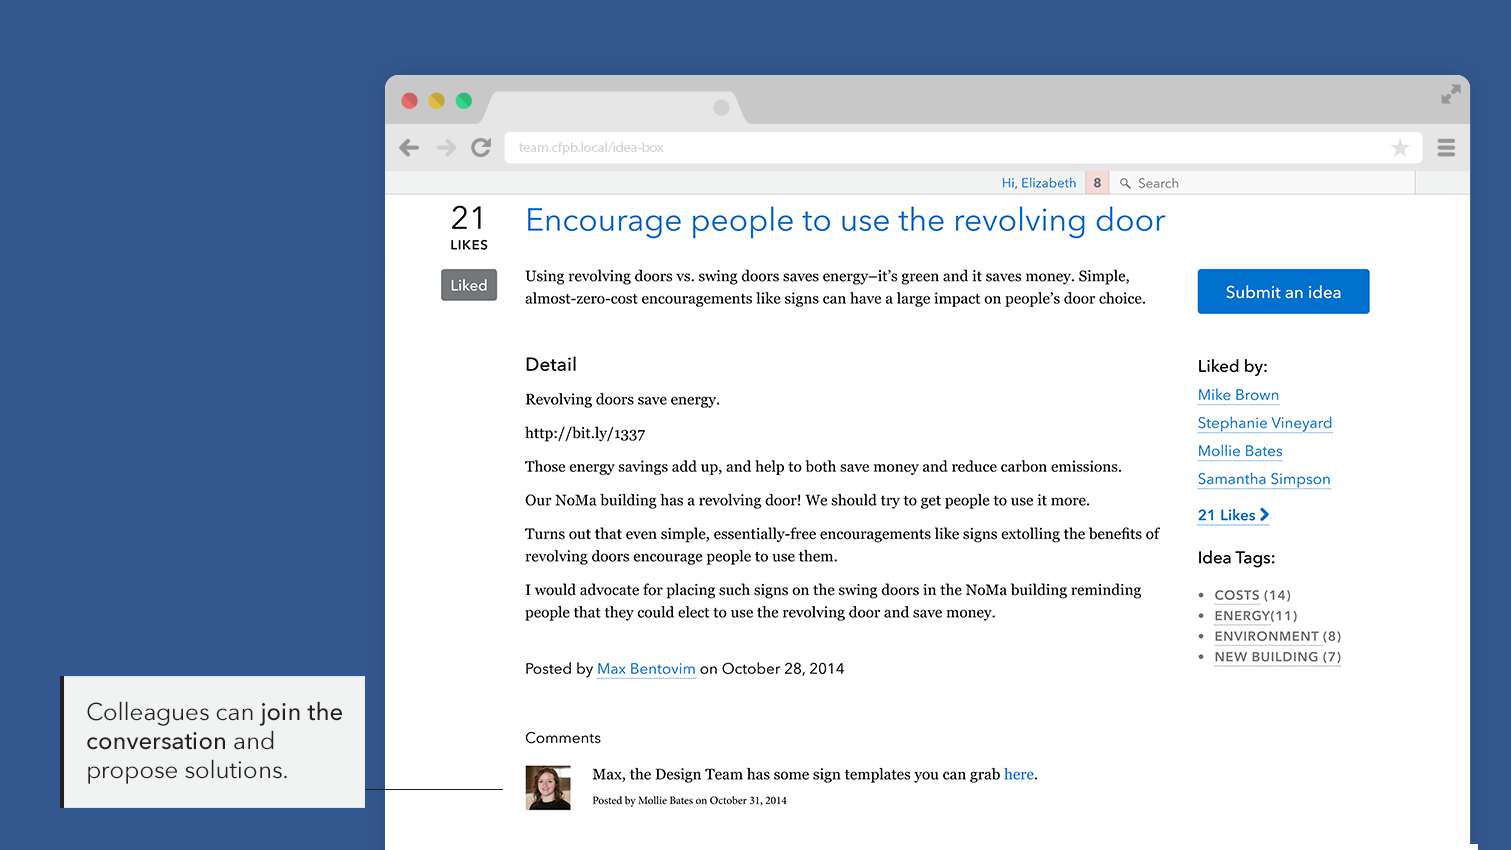 team.cfpb.local/idea-box
Hi, Elizabeth 8 Search
21
LIKES
Liked
Encourage people to use the revolving door
Using revolving doors vs. swing doors saves energy–it’s green and it saves money. Simple,
almost-zero-cost encouragements like signs can have a large impact on people’s door choice.
Detail
Revolving doors save energy.
http://bit.ly/1337
Those energy savings add up, and help to both save money and reduce carbon emissions.
Our NoMa building has a revolving door! We should try to get people to use it more.
Turns out that even simple, essentially-free encouragements like signs extolling the benefits of
revolving doors encourage people to use them.
I would advocate for placing such signs on the swing doors in the NoMa building reminding
people that they could elect to use the revolving door and save money.
Posted by Max Bentovim on October 28, 2014
Comments
Max, the Design Team has some sign templates you can grab here.
Posted by Mollie Bates on October 31, 2014
Submit an idea
Liked by:
Mike Brown
Stephanie Vineyard
Mollie Bates
Samantha Simpson
21 Likes
Idea Tags:
• COSTS (14)
• ENERGY(11)
• ENVIRONMENT (8)
• NEW BUILDING (7)
Colleagues can join the
conversation and
propose solutions.